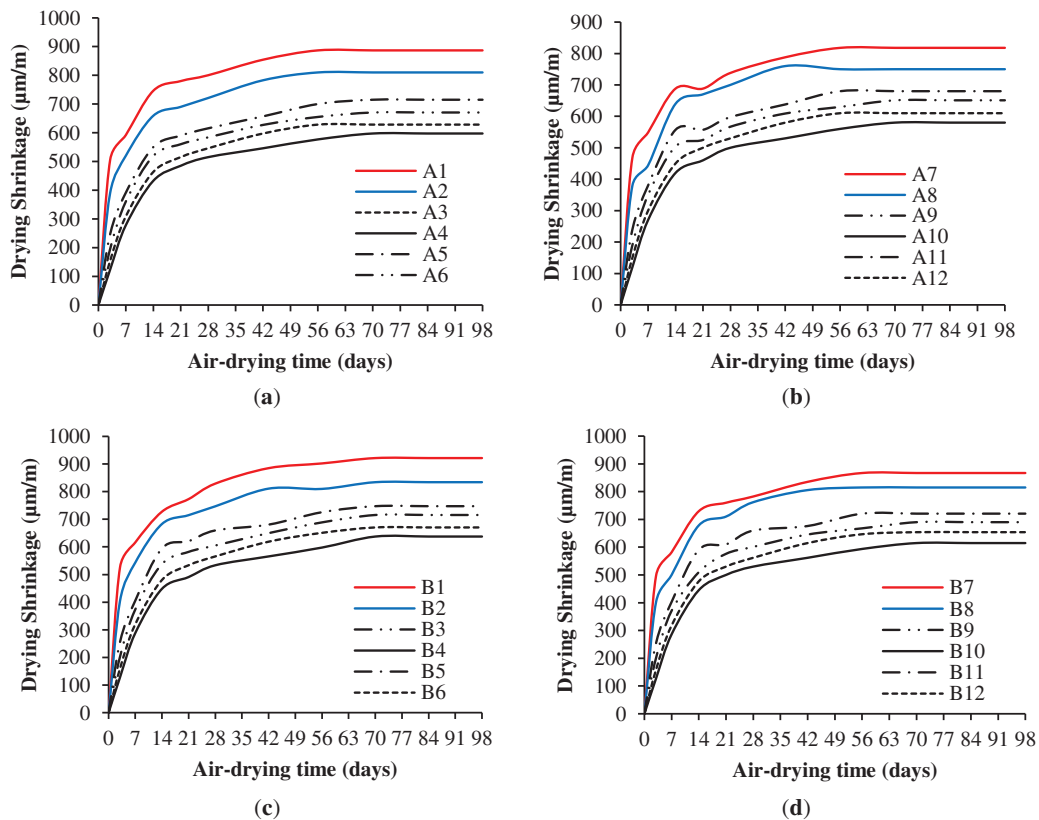 1000
900
800
700
600
500
400
300
200
100
0
Drying Shrinkage (µm/m)
A1
A2
A3
A4
A5
A6
0 7 14 21 28 35 42 49 56 63 70 77 84 91 98
Air-drying time (days)
(a)
900
800
700
600
500
400
300
200
100
0
Drying Shrinkage (µm/m)
A7
A8
A9
A10
A11
A12
0 7 14 21 28 35 42 49 56 63 70 77 84 91 98
Air-drying time (days)
(b)
1000
900
800
700
600
500
400
300
200
100
0
Drying Shrinkage (µm/m)
B1
B2
B3
B4
B5
B6
0 7 14 21 28 35 42 49 56 63 70 77 84 91 98
Air-drying time (days)
(c)
1000
900
800
700
600
500
400
300
200
100
0
Drying Shrinkage (µm/m)
B7
B8
B9
B10
B11
B12
0 7 14 21 28 35 42 49 56 63 70 77 84 91 98
Air-drying time (days)
(d)